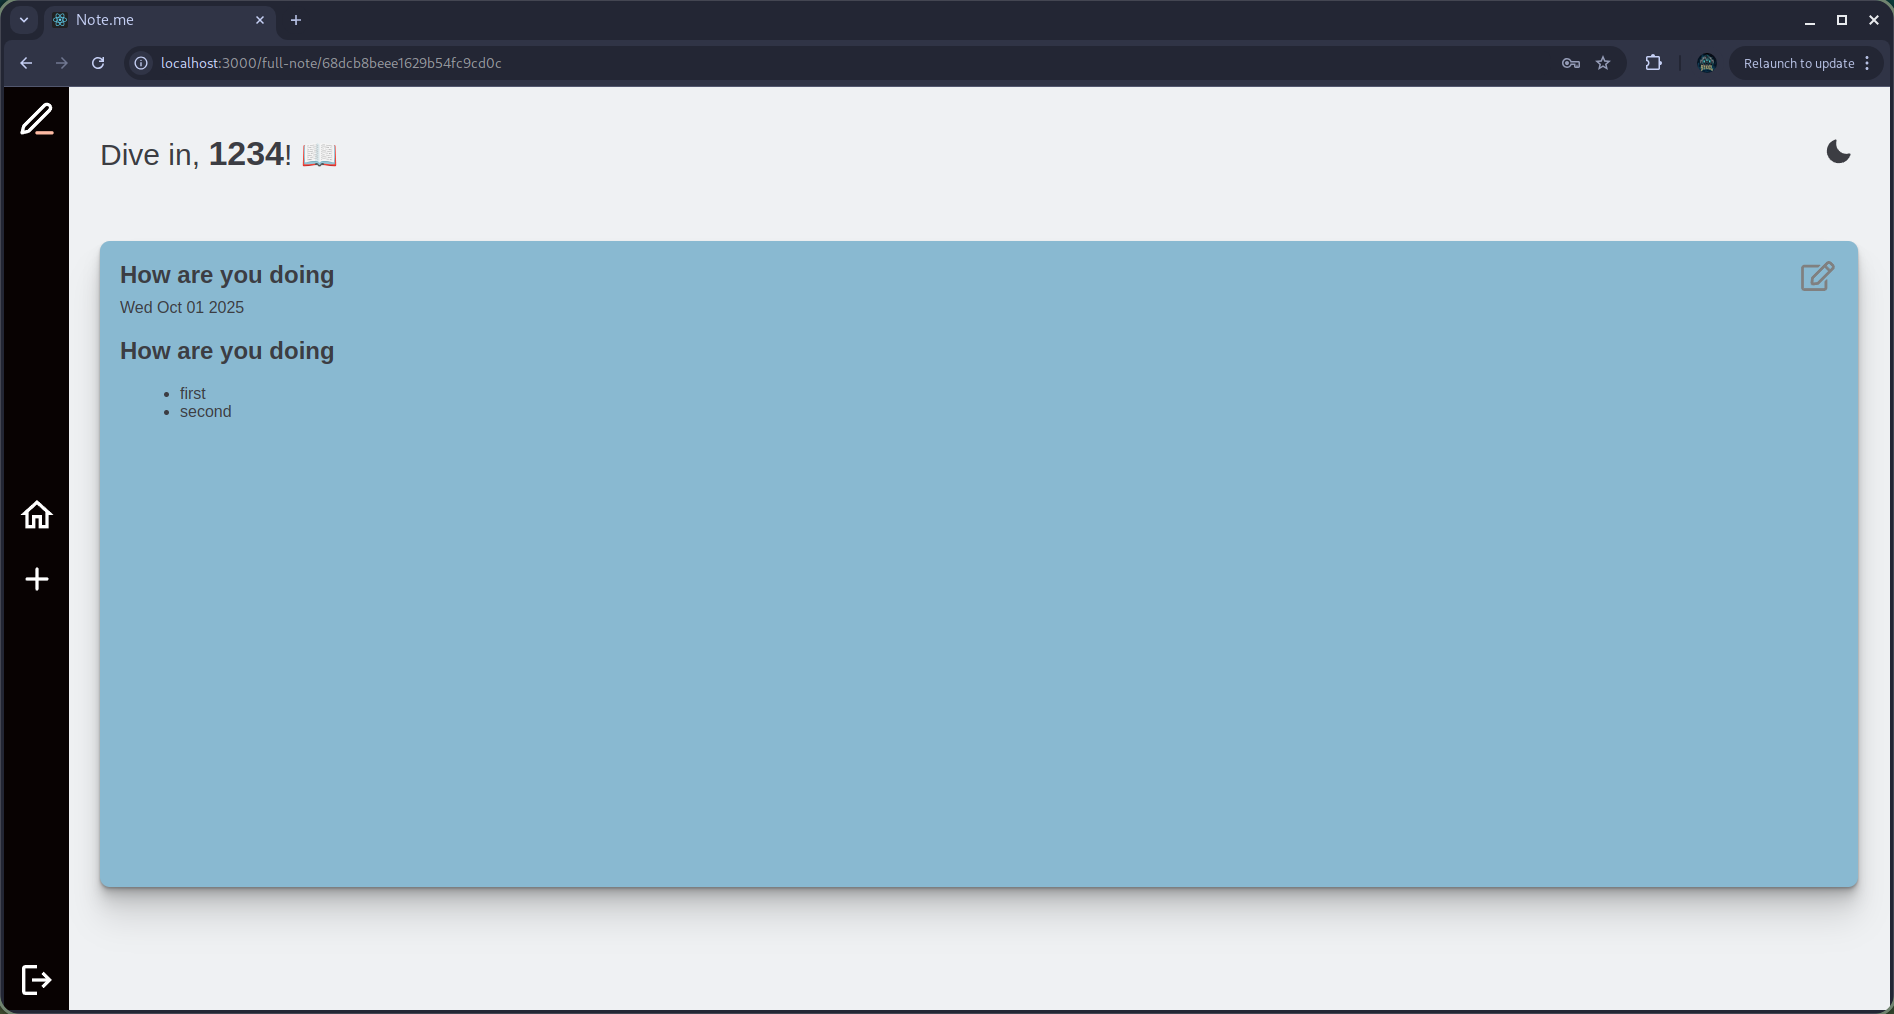 Note.me
localhost:3000/full-note/68dcb8beee1629b54fc9cd0c
Relaunch to update
Dive in, 1234! 📖
How are you doing
Wed Oct 01 2025
How are you doing
• first
• second